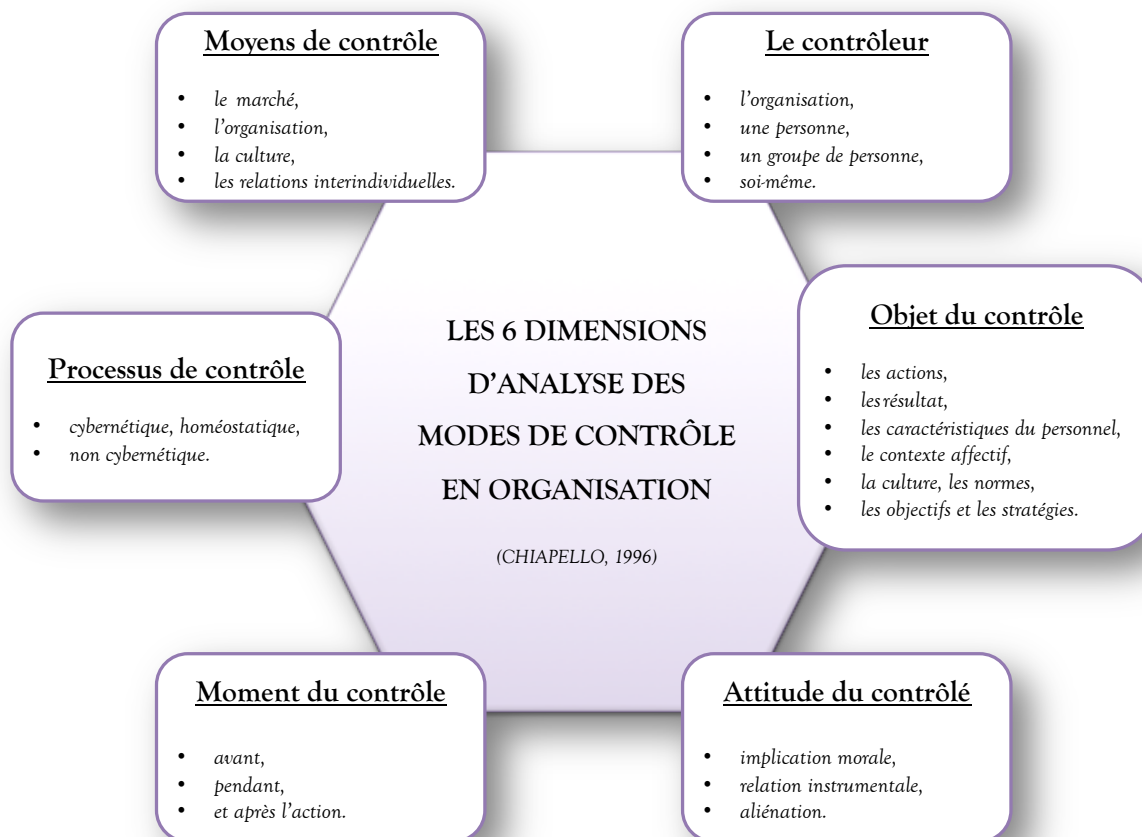 Moyens de contrôle
• le marché,
• l'organisation,
• la culture,
• les relations interindividuelles.
Le contrôleur
• l'organisation,
• une personne,
• un groupe de personne,
• soi-même.
Objet du contrôle
• les actions,
• les résultat,
• les caractéristiques du personnel,
• le contexte affectif,
• la culture, les normes,
• les objectifs et les stratégies.
LES 6 DIMENSIONS
D'ANALYSE DES
MODES DE CONTRÔLE
EN ORGANISATION
(CHIAPELLO, 1996)
Processus de contrôle
• cybernétique, homéostatique,
• non cybernétique.
Moment du contrôle
• avant,
• pendant,
• et après l'action.
Attitude du contrôlé
• implication morale,
• relation instrumentale,
• aliénation.